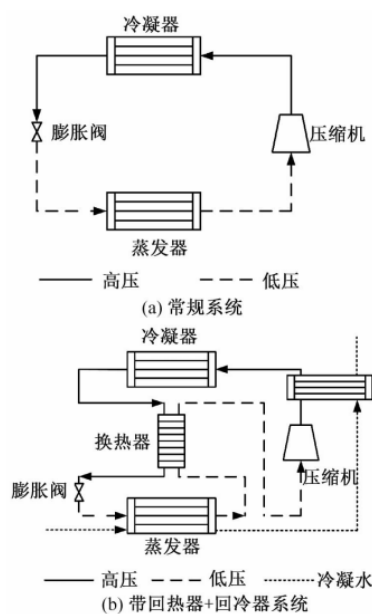 冷凝器
膨胀阀
压缩机
蒸发器
高压 低压
(a) 常规系统
冷凝器
换热器
膨胀阀
压缩机
蒸发器
高压 低压 冷凝水
(b) 带回热器+回冷器系统